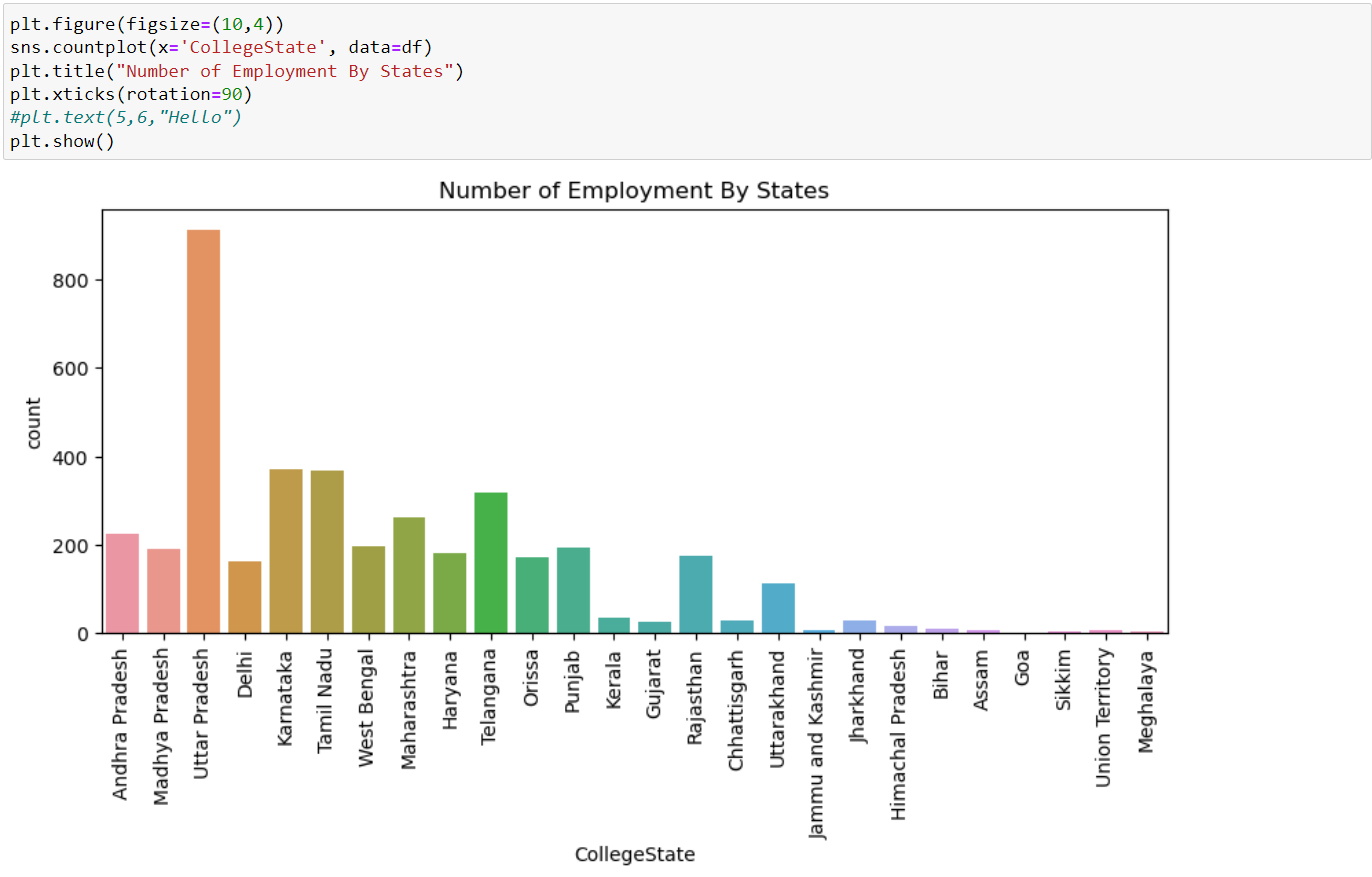 plt.figure(figsize=(10,4))
sns.countplot(x='CollegeState', data=df)
plt.title("Number of Employment By States")
plt.xticks(rotation=90)
#plt.text(5,6,"Hello")
plt.show()
Number of Employment By States
800
600
400
200
0
count
Andhra Pradesh
Madhya Pradesh
Uttar Pradesh
Delhi
Karnataka
Tamil Nadu
West Bengal
Maharashtra
Haryana
Telangana
Orissa
Punjab
Kerala
Gujarat
Rajasthan
Chhattisgarh
Uttarakhand
Jammu and Kashmir
Jharkhand
Himachal Pradesh
Bihar
Assam
Goa
Sikkim
Union Territory
Meghalaya
CollegeState